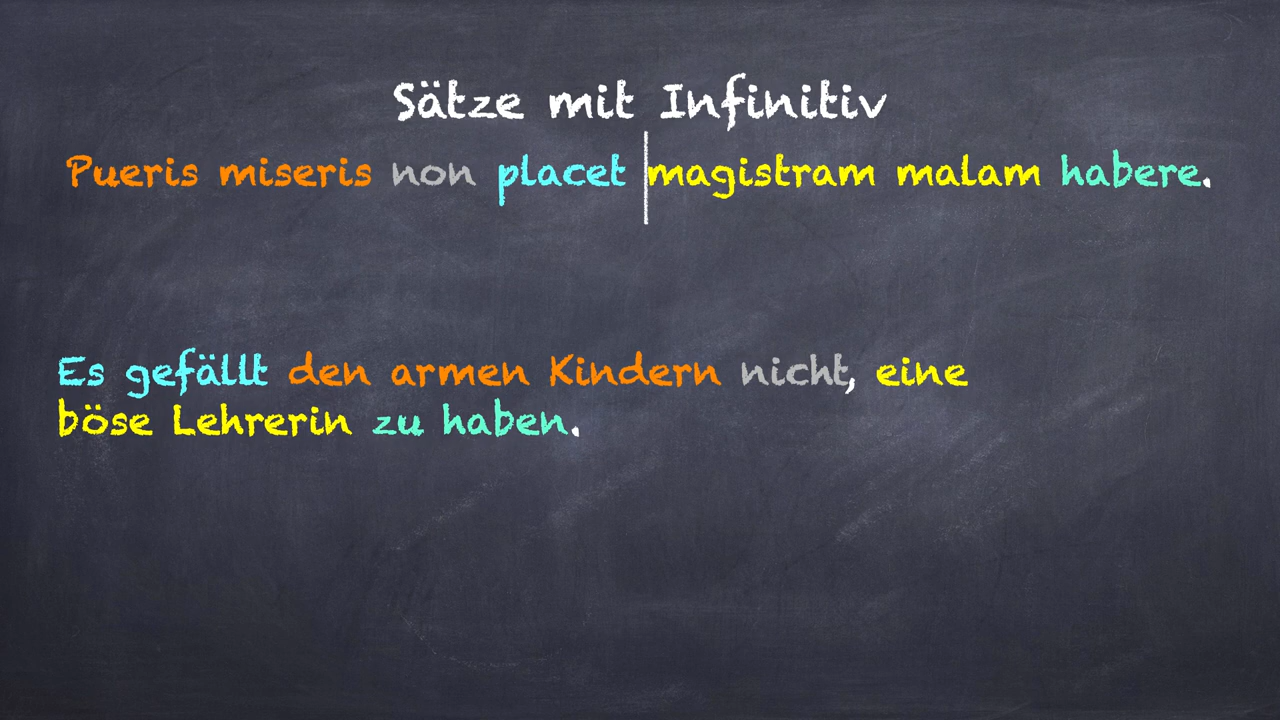 Sätze mit Infinitiv
Pueris miseris non placet magistram malam habere.
Es gefällt den armen Kindern nicht, eine
böse Lehrerin zu haben.